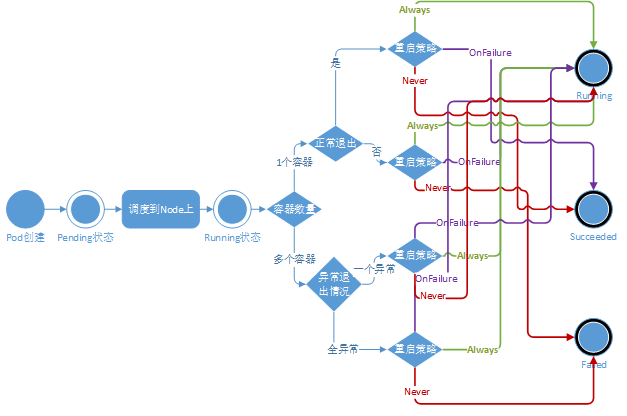 Always
重启策略
OnFailure
是
Never
Running
Always
正常退出
否
重启策略
OnFailure
1个容器
Never
Pod创建
Pending状态
调度到Node上
Running状态
容器数量
OnFailure
Succeeded
多个容器
异常退
出情况
一个异常
重启策略
Always
OnFailure
Never
全异常
重启策略
Always
Failed
Never